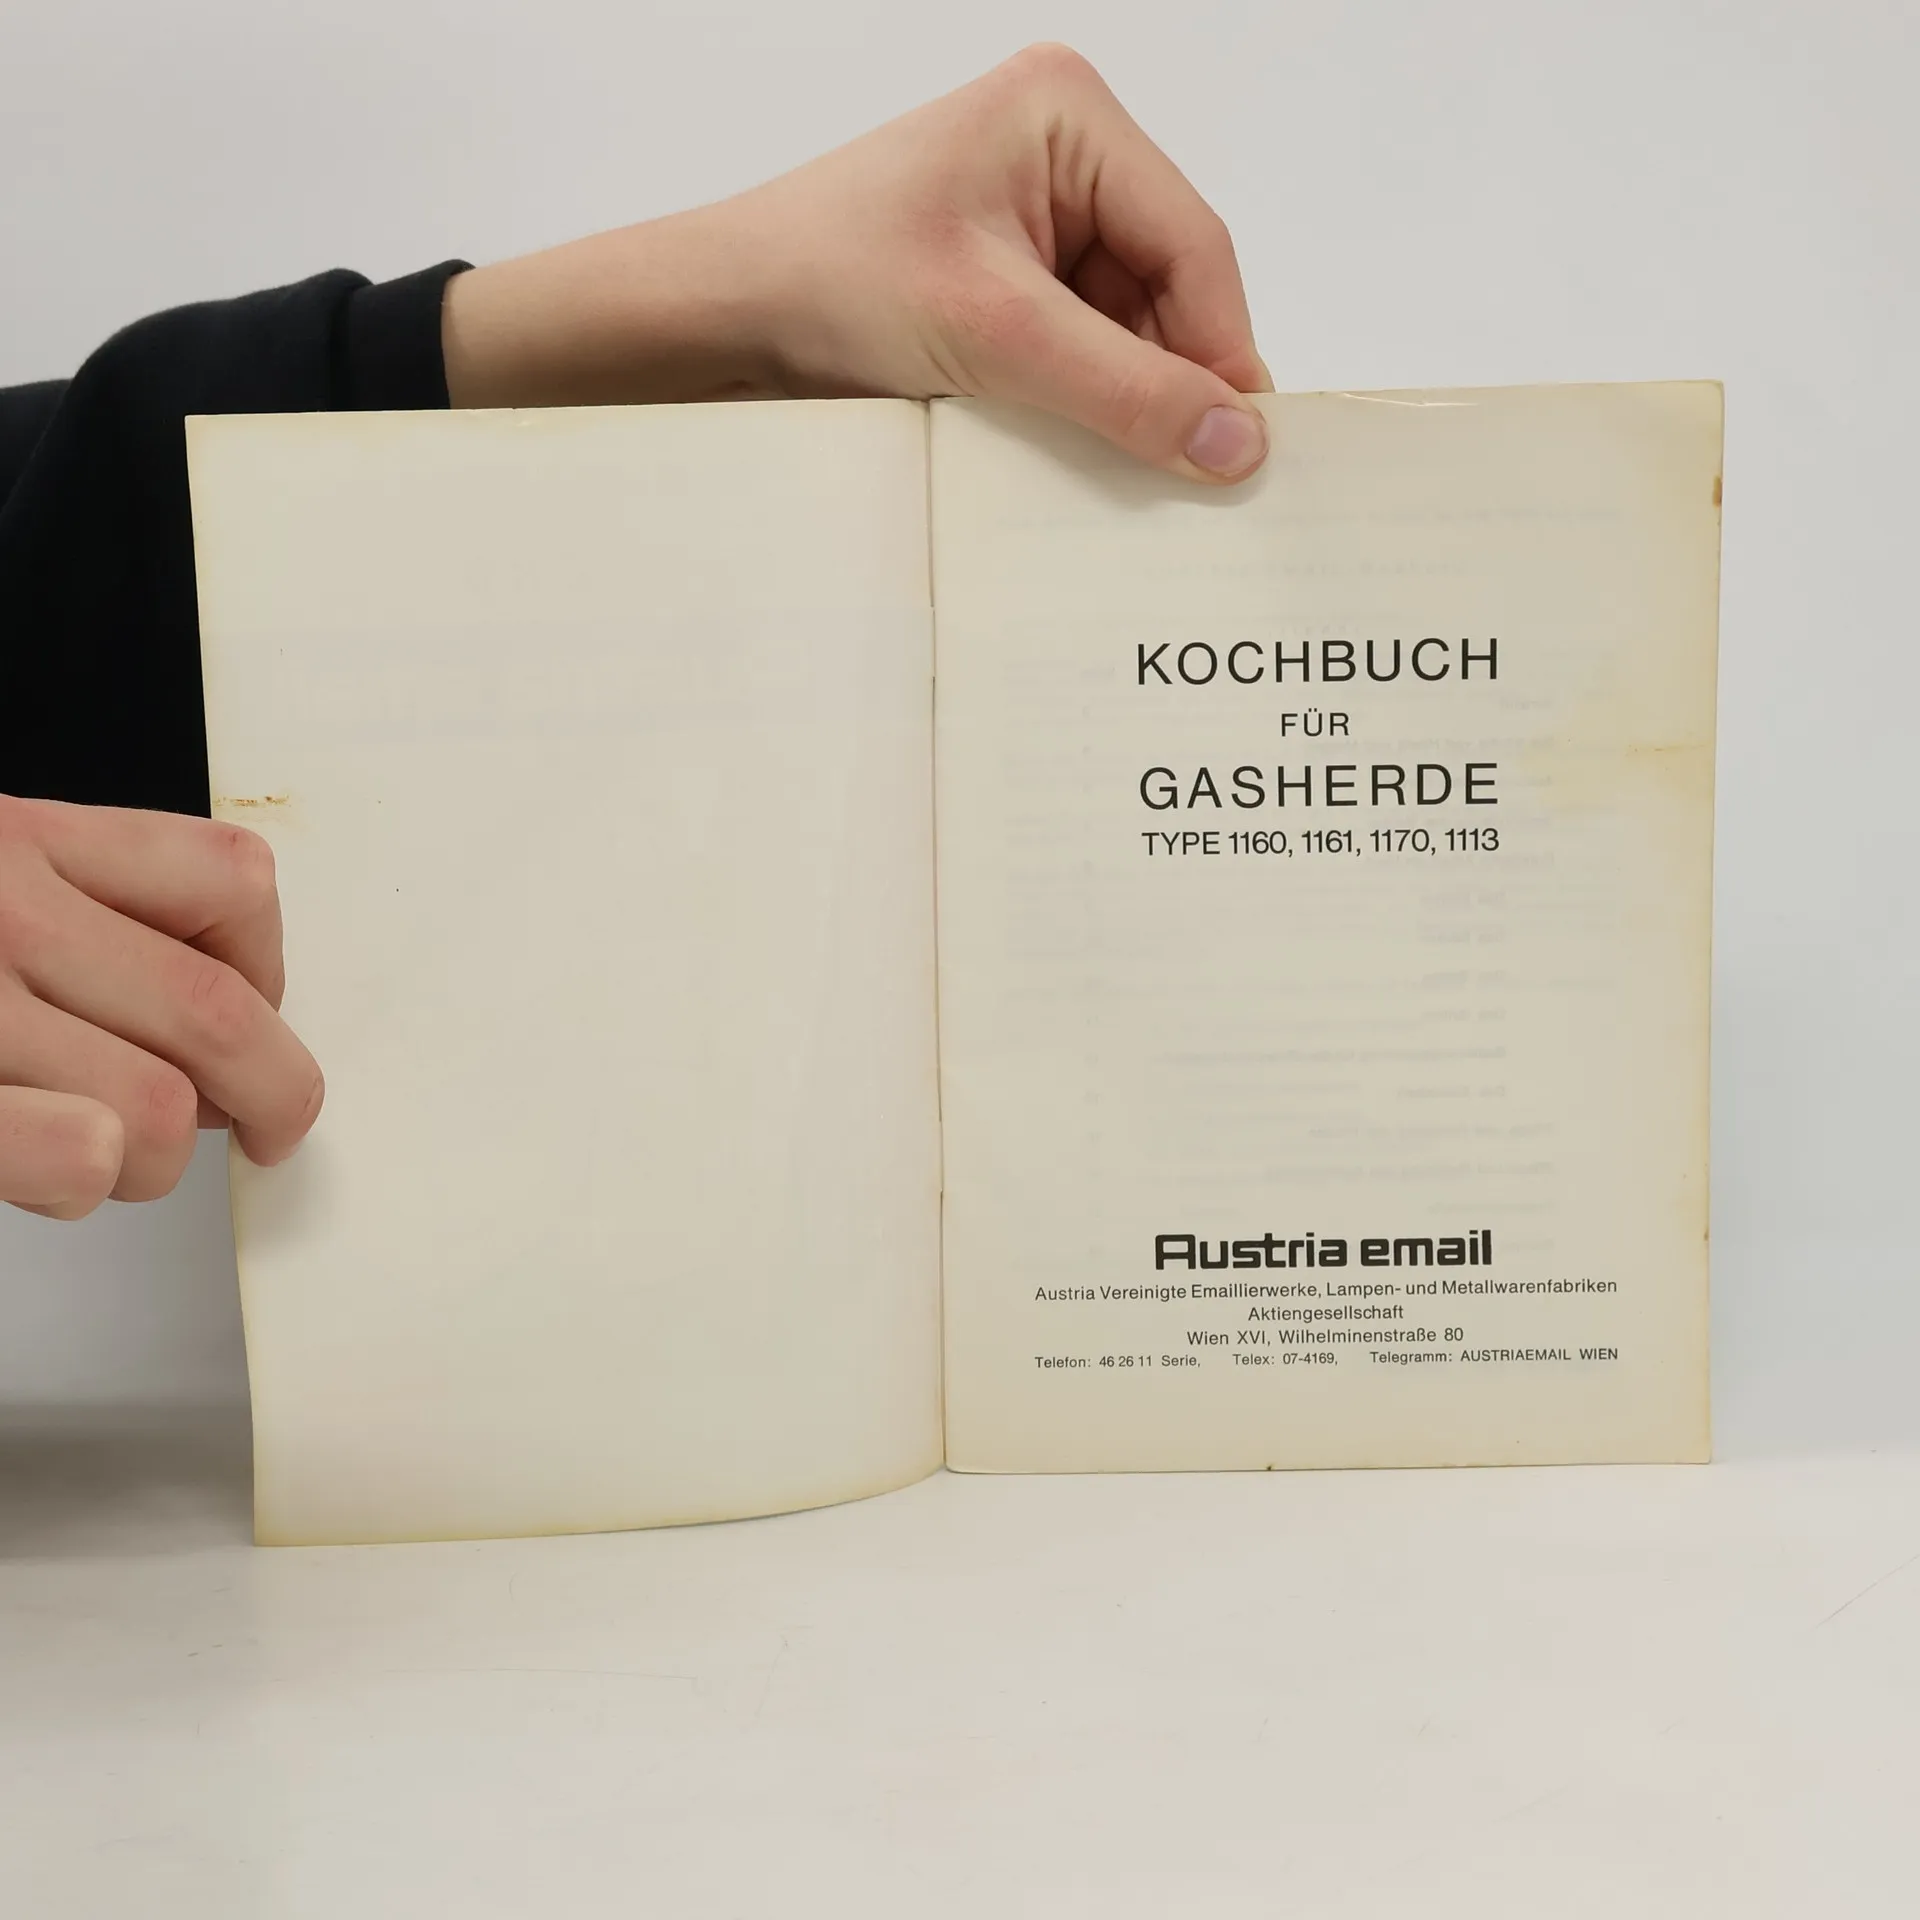 KOCHBUCH
FÜR
GASHERDE
TYPE 1160, 1161, 1170, 1113
Austria email
Austria Vereinigte Emaillierwerke, Lampen- und Metallwarenfabriken
Aktiengesellschaft
Wien XVI, Wilhelminenstraße 80
Telefon: 46 26 11 Serie, Telex: 07-4169, Telegramm: AUSTRIAEMAIL WIEN